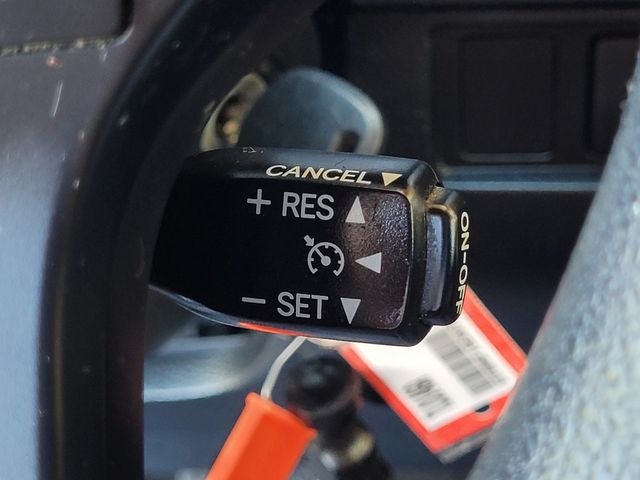 CANCEL ▼
+ RES ▲
◀
− SET ▼
ON-OFF